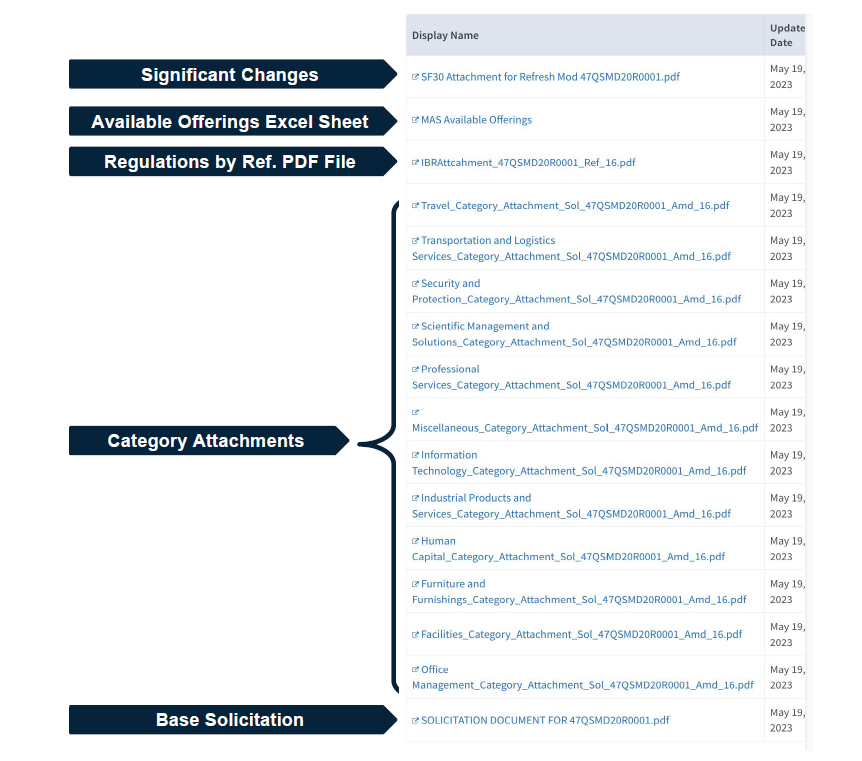 Display Name
Update
Date
Significant Changes
SF30 Attachment for Refresh Mod 47QSMD20R0001.pdf
May 19,
2023
Available Offerings Excel Sheet
MAS Available Offerings
May 19,
2023
Regulations by Ref. PDF File
IBRAttcahment_47QSMD20R0001_Ref_16.pdf
May 19,
2023
Travel_Category_Attachment_Sol_47QSMD20R0001_Amd_16.pdf
May 19,
2023
Transportation and Logistics
Services_Category_Attachment_Sol_47QSMD20R0001_Amd_16.pdf
May 19,
2023
Security and
Protection_Category_Attachment_Sol_47QSMD20R0001_Amd_16.pdf
May 19,
2023
Scientific Management and
Solutions_Category_Attachment_Sol_47QSMD20R0001_Amd_16.pdf
May 19,
2023
Professional
Services_Category_Attachment_Sol_47QSMD20R0001_Amd_16.pdf
May 19,
2023
Miscellaneous_Category_Attachment_Sol_47QSMD20R0001_Amd_16.pdf
May 19,
2023
Category Attachments
Information
Technology_Category_Attachment_Sol_47QSMD20R0001_Amd_16.pdf
May 19,
2023
Industrial Products and
Services_Category_Attachment_Sol_47QSMD20R0001_Amd_16.pdf
May 19,
2023
Human
Capital_Category_Attachment_Sol_47QSMD20R0001_Amd_16.pdf
May 19,
2023
Furniture and
Furnishings_Category_Attachment_Sol_47QSMD20R0001_Amd_16.pdf
May 19,
2023
Facilities_Category_Attachment_Sol_47QSMD20R0001_Amd_16.pdf
May 19,
2023
Office
Management_Category_Attachment_Sol_47QSMD20R0001_Amd_16.pdf
May 19,
2023
Base Solicitation
SOLICITATION DOCUMENT FOR 47QSMD20R0001.pdf
May 19,
2023